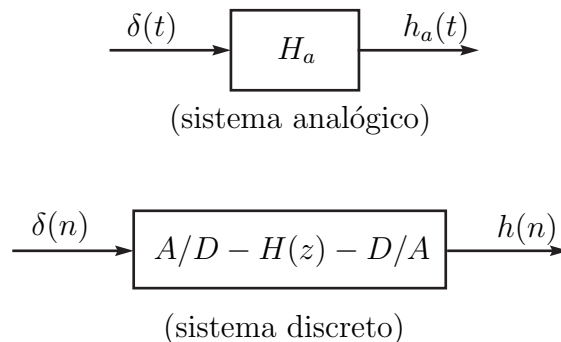 δ(t) H_a h_a(t)
(sistema analógico)
δ(n) A/D − H(z) − D/A h(n)
(sistema discreto)